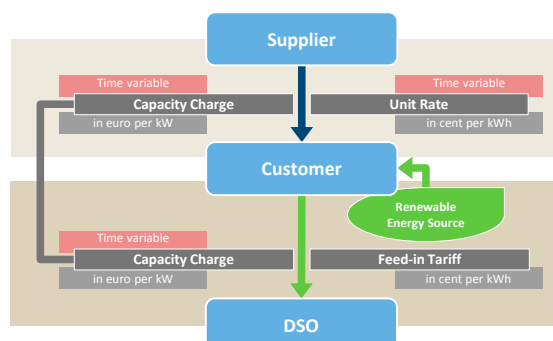 Supplier
Time variable
Time variable
Capacity Charge
Unit Rate
in euro per kW
in cent per kWh
Customer
Renewable
Energy Source
Time variable
Capacity Charge
Feed-in Tariff
in euro per kW
in cent per kWh
DSO